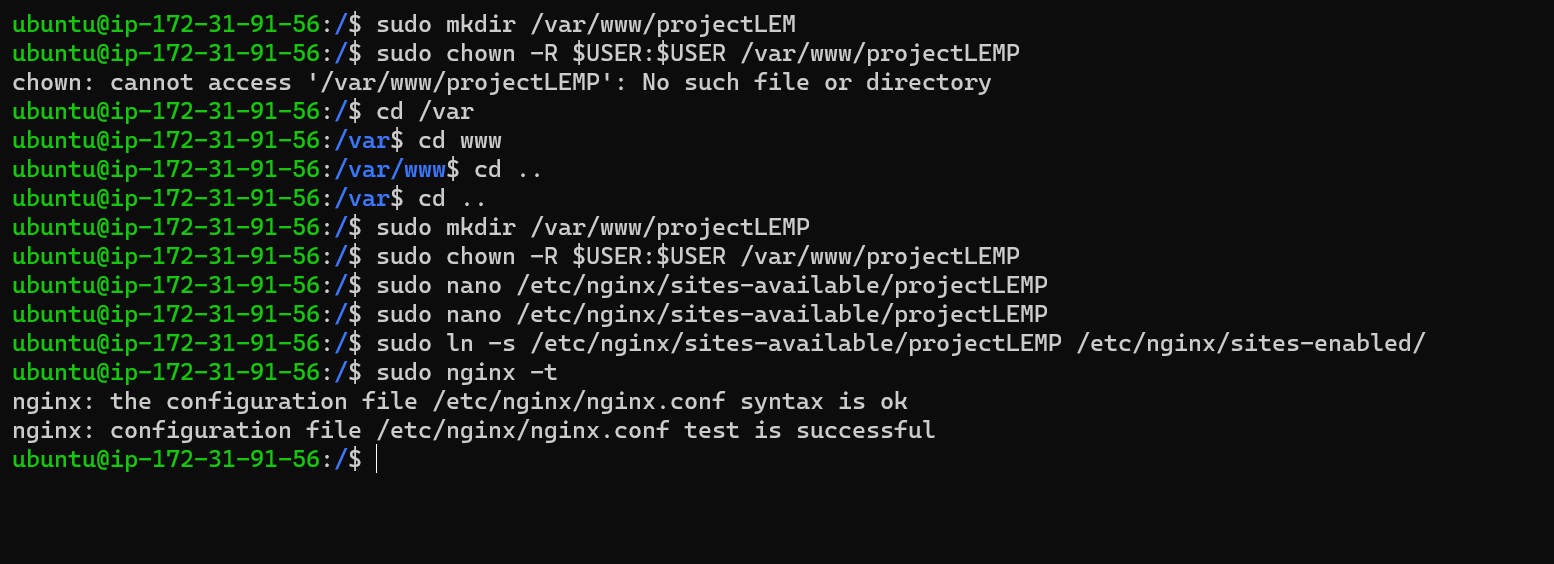 ubuntu@ip-172-31-91-56:/$ sudo mkdir /var/www/projectLEM
ubuntu@ip-172-31-91-56:/$ sudo chown -R $USER:$USER /var/www/projectLEMP
chown: cannot access '/var/www/projectLEMP': No such file or directory
ubuntu@ip-172-31-91-56:/$ cd /var
ubuntu@ip-172-31-91-56:/var$ cd www
ubuntu@ip-172-31-91-56:/var/www$ cd ..
ubuntu@ip-172-31-91-56:/var$ cd ..
ubuntu@ip-172-31-91-56:/$ sudo mkdir /var/www/projectLEMP
ubuntu@ip-172-31-91-56:/$ sudo chown -R $USER:$USER /var/www/projectLEMP
ubuntu@ip-172-31-91-56:/$ sudo nano /etc/nginx/sites-available/projectLEMP
ubuntu@ip-172-31-91-56:/$ sudo nano /etc/nginx/sites-available/projectLEMP
ubuntu@ip-172-31-91-56:/$ sudo ln -s /etc/nginx/sites-available/projectLEMP /etc/nginx/sites-enabled/
ubuntu@ip-172-31-91-56:/$ sudo nginx -t
nginx: the configuration file /etc/nginx/nginx.conf syntax is ok
nginx: configuration file /etc/nginx/nginx.conf test is successful
ubuntu@ip-172-31-91-56:/$